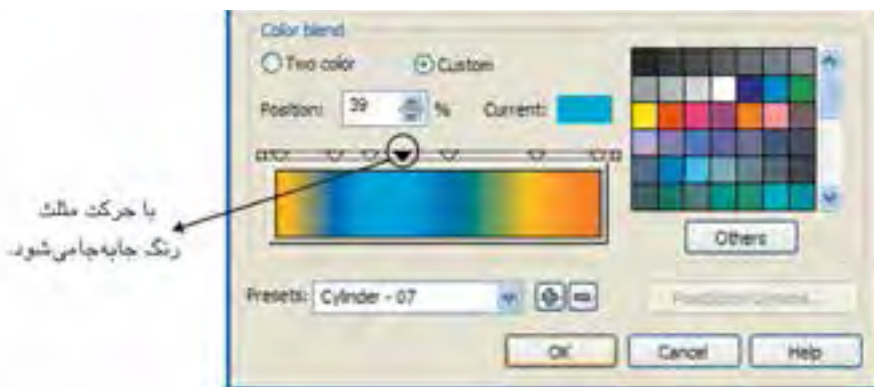 Color blend
Two color Custom
Position: 39 % Current:
با حرکت مثلث
رنگ جابه‌جا می‌شود.
Others
Presets: Cylinder - 07
OK Cancel Help